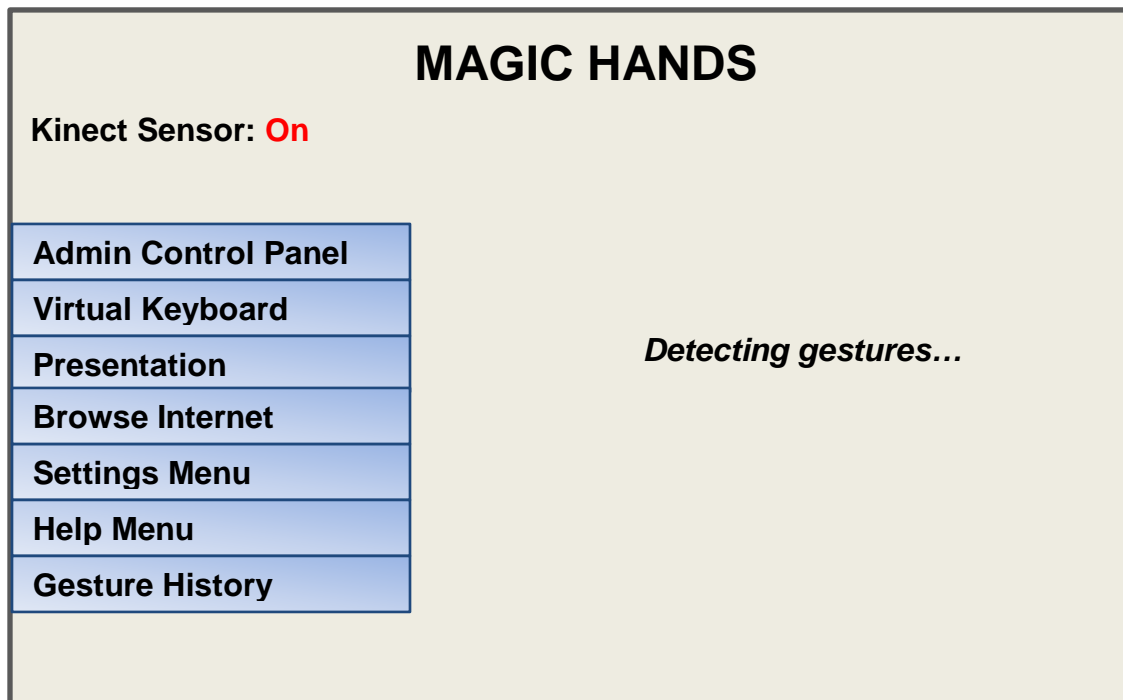 MAGIC HANDS
Kinect Sensor: On
Admin Control Panel
Virtual Keyboard
Presentation
Browse Internet
Settings Menu
Help Menu
Gesture History
Detecting gestures…